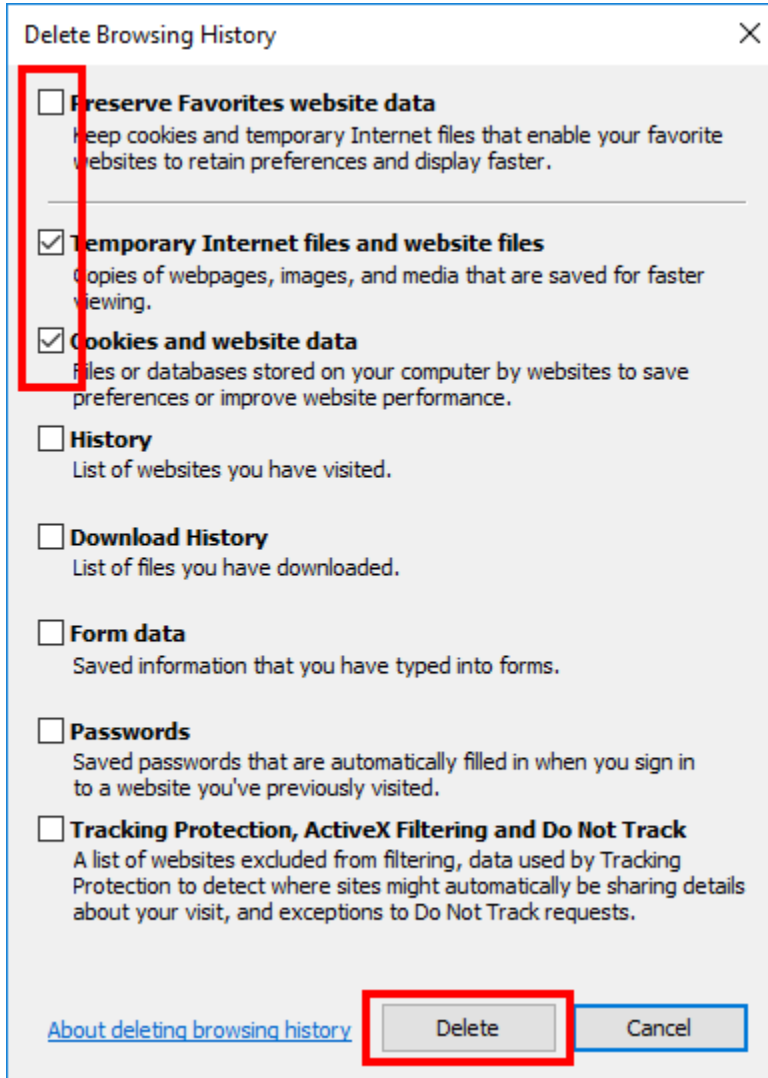 Delete Browsing History
Preserve Favorites website data
Keep cookies and temporary Internet files that enable your favorite
websites to retain preferences and display faster.
Temporary Internet files and website files
Copies of webpages, images, and media that are saved for faster
viewing.
Cookies and website data
Files or databases stored on your computer by websites to save
preferences or improve website performance.
History
List of websites you have visited.
Download History
List of files you have downloaded.
Form data
Saved information that you have typed into forms.
Passwords
Saved passwords that are automatically filled in when you sign in
to a website you've previously visited.
Tracking Protection, ActiveX Filtering and Do Not Track
A list of websites excluded from filtering, data used by Tracking
Protection to detect where sites might automatically be sharing details
about your visit, and exceptions to Do Not Track requests.
About deleting browsing history
Delete
Cancel